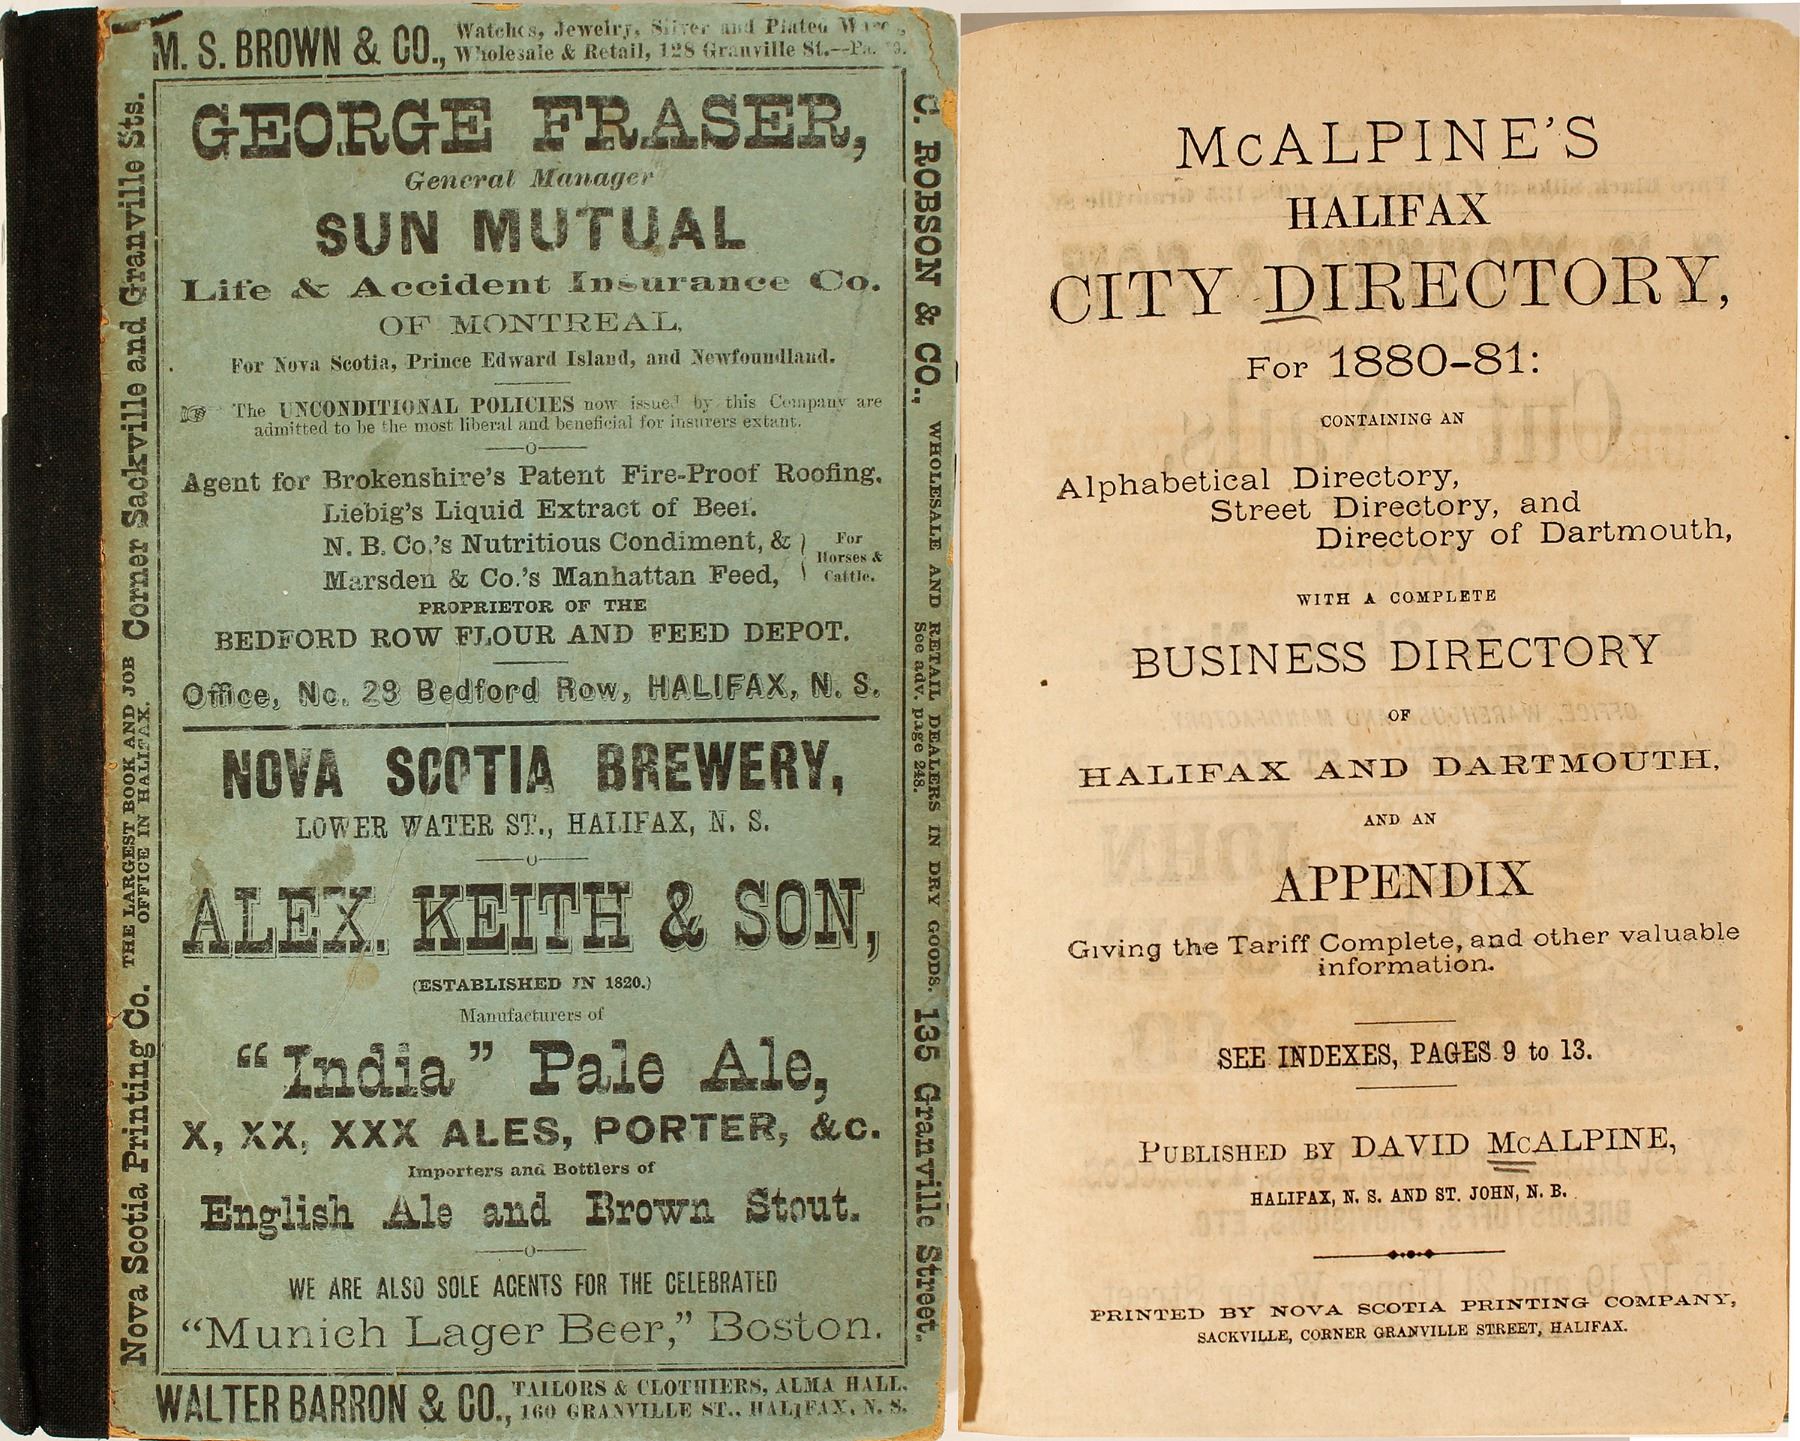 M. S. BROWN & CO., Watches, Jewelry, Silver and Plated Ware,
Wholesale & Retail, 128 Granville St.—
GEORGE FRASER,
General Manager
SUN MUTUAL
Life & Accident Insurance Co.
OF MONTREAL,
For Nova Scotia, Prince Edward Island, and Newfoundland.
☞ The UNCONDITIONAL POLICIES now issued by this Company are
admitted to be the most liberal and beneficial for insurers extant.
Agent for Brokenshire's Patent Fire-Proof Roofing.
Liebig's Liquid Extract of Beef.
N. B. Co.'s Nutritious Condiment, & } For
Horses &
Marsden & Co.'s Manhattan Feed, } Cattle.
PROPRIETOR OF THE
BEDFORD ROW FLOUR AND FEED DEPOT.
Office, No. 28 Bedford Row, HALIFAX, N. S.
NOVA SCOTIA BREWERY,
LOWER WATER ST., HALIFAX, N. S.
ALEX. KEITH & SON,
(ESTABLISHED IN 1820.)
Manufacturers of
"India" Pale Ale,
X, XX, XXX ALES, PORTER, &c.
Importers and Bottlers of
English Ale and Brown Stout.
WE ARE ALSO SOLE AGENTS FOR THE CELEBRATED
"Munich Lager Beer," Boston.
WALTER BARRON & CO., TAILORS & CLOTHIERS, ALMA HALL,
160 GRANVILLE ST., HALIFAX, N. S.
Nova Scotia Printing Co. THE LARGEST BOOK AND JOB
OFFICE IN HALIFAX. Corner Sackville and Granville Sts.
C. ROBSON & CO., WHOLESALE AND RETAIL DEALERS IN DRY GOODS. 135 Granville Street.
See adv. page 248.
McALPINE'S
HALIFAX
CITY DIRECTORY,
For 1880-81:
CONTAINING AN
Alphabetical Directory,
Street Directory, and
Directory of Dartmouth,
WITH A COMPLETE
BUSINESS DIRECTORY
OF
HALIFAX AND DARTMOUTH,
AND AN
APPENDIX
Giving the Tariff Complete, and other valuable
information.
SEE INDEXES, PAGES 9 to 13.
PUBLISHED BY DAVID McALPINE,
HALIFAX, N. S. AND ST. JOHN, N. B.
PRINTED BY NOVA SCOTIA PRINTING COMPANY,
SACKVILLE, CORNER GRANVILLE STREET, HALIFAX.